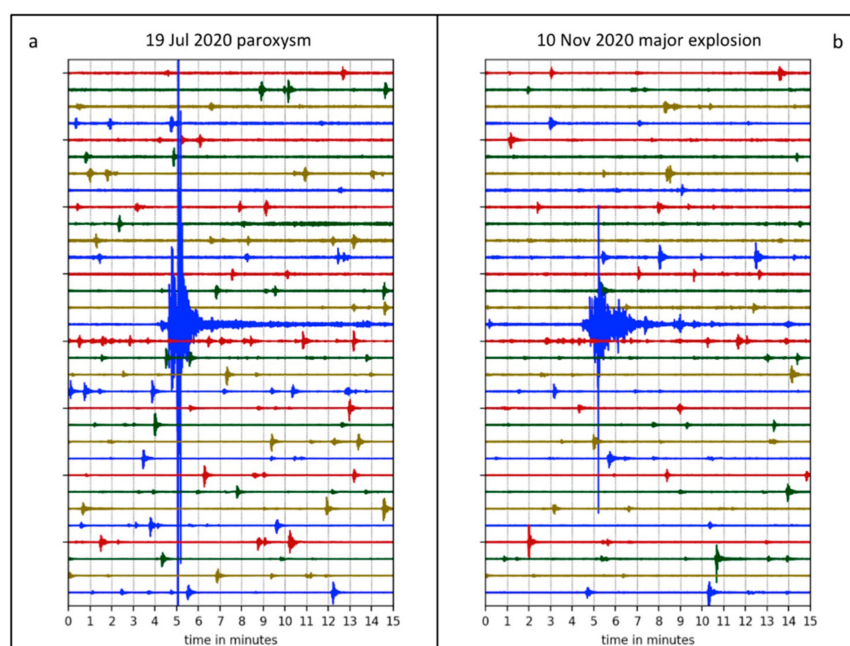 a
19 Jul 2020 paroxysm
10 Nov 2020 major explosion
b
0 1 2 3 4 5 6 7 8 9 10 11 12 13 14 15
0 1 2 3 4 5 6 7 8 9 10 11 12 13 14 15
time in minutes
time in minutes